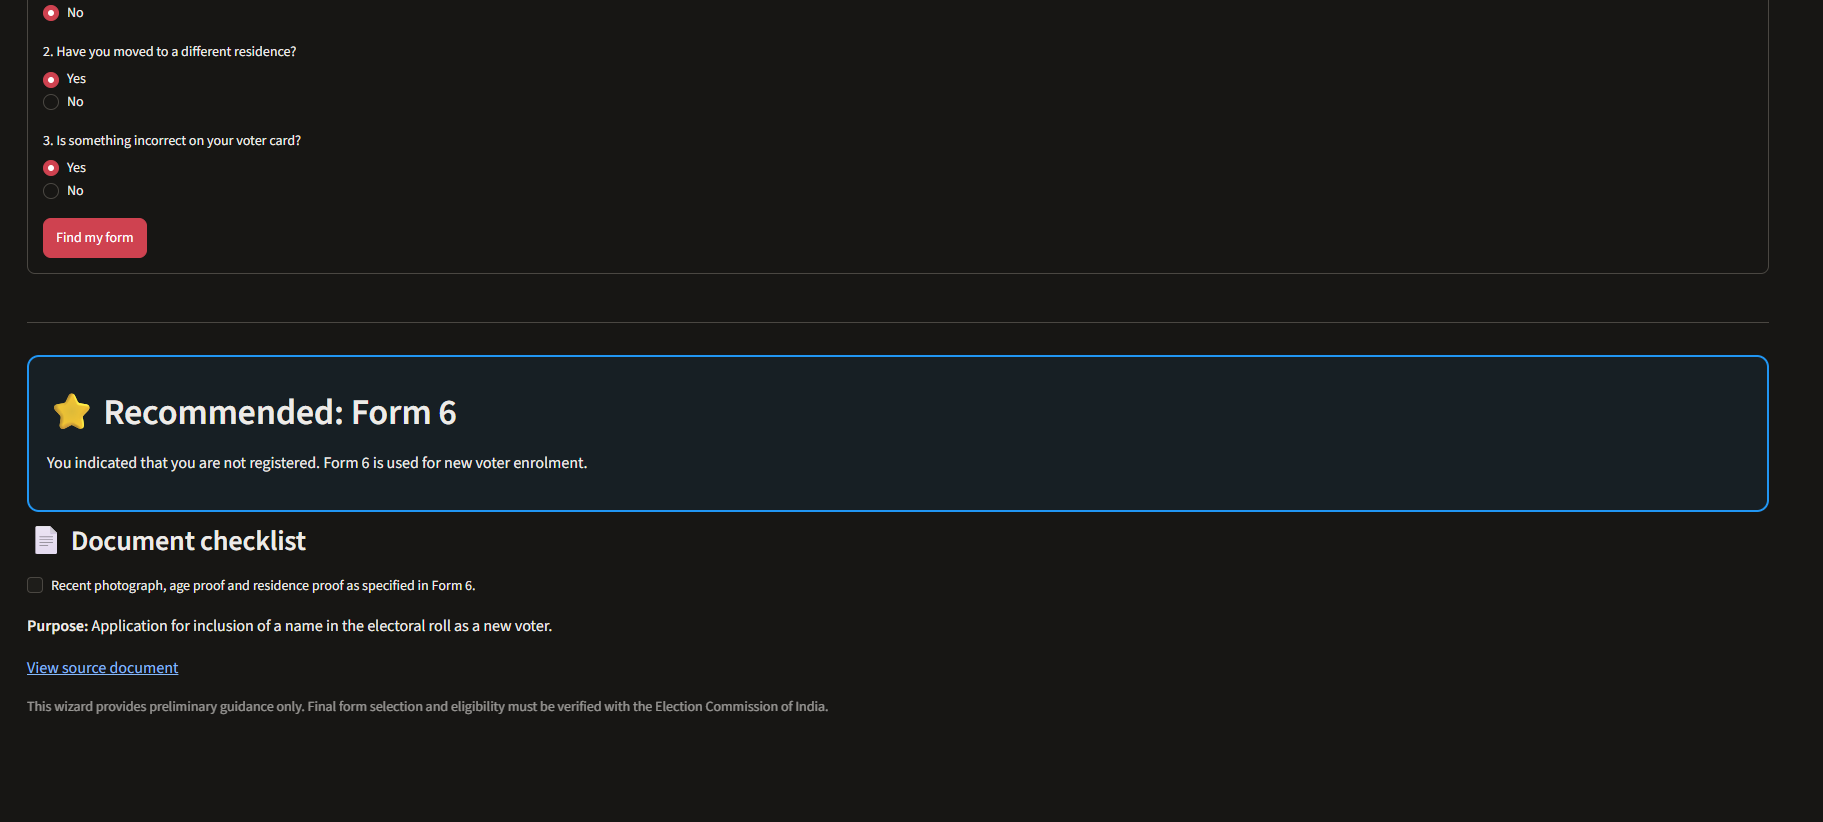 No
2. Have you moved to a different residence?
Yes
No
3. Is something incorrect on your voter card?
Yes
No
Find my form
Recommended: Form 6
You indicated that you are not registered. Form 6 is used for new voter enrolment.
Document checklist
Recent photograph, age proof and residence proof as specified in Form 6.
Purpose: Application for inclusion of a name in the electoral roll as a new voter.
View source document
This wizard provides preliminary guidance only. Final form selection and eligibility must be verified with the Election Commission of India.